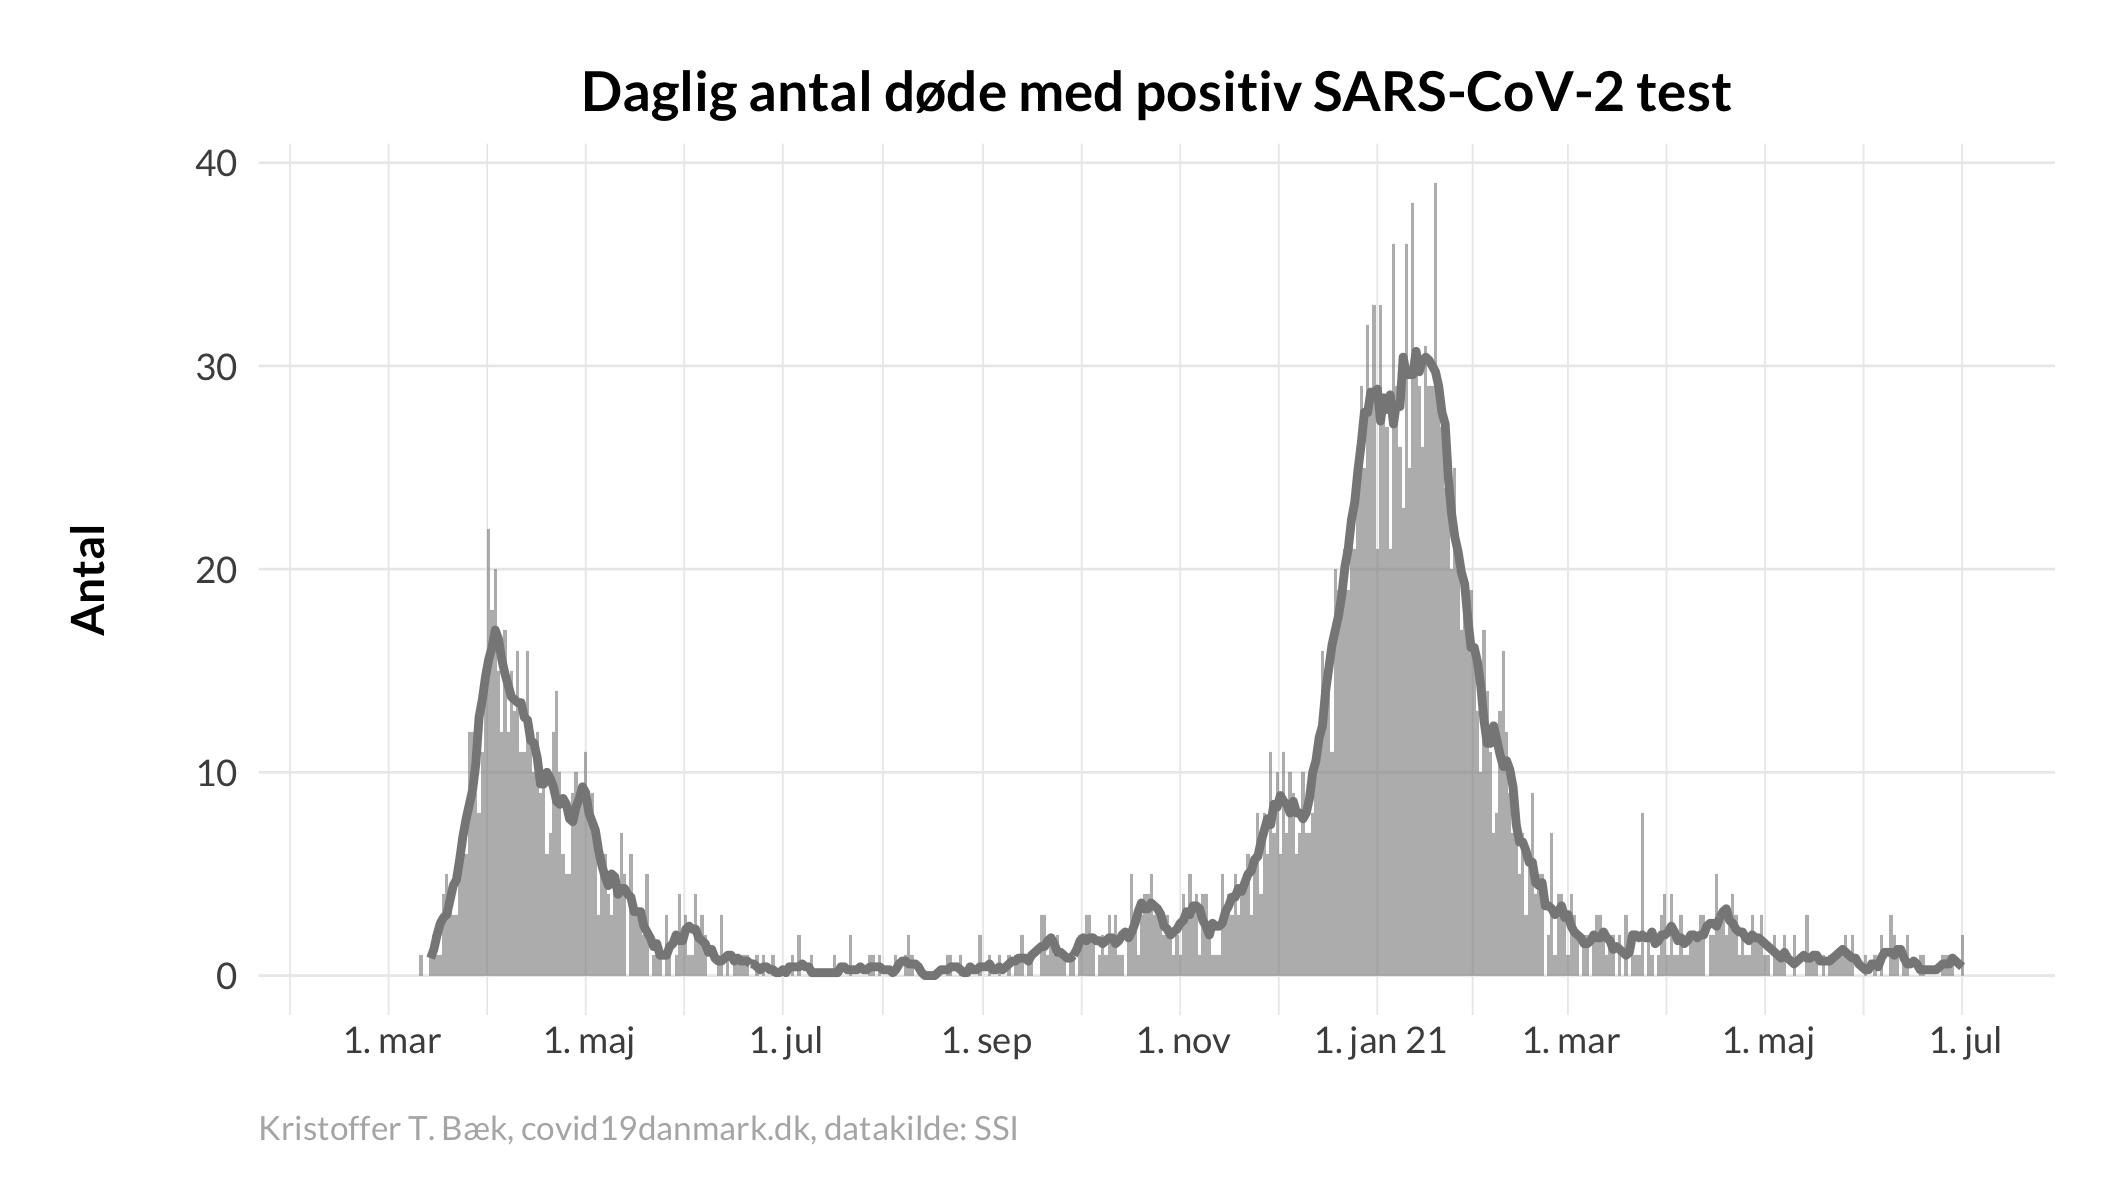 Daglig antal døde med positiv SARS-CoV-2 test
Antal
40
30
20
10
0
1. mar
1. maj
1. jul
1. sep
1. nov
1. jan 21
1. mar
1. maj
1. jul
Kristoffer T. Bæk, covid19danmark.dk, datakilde: SSI